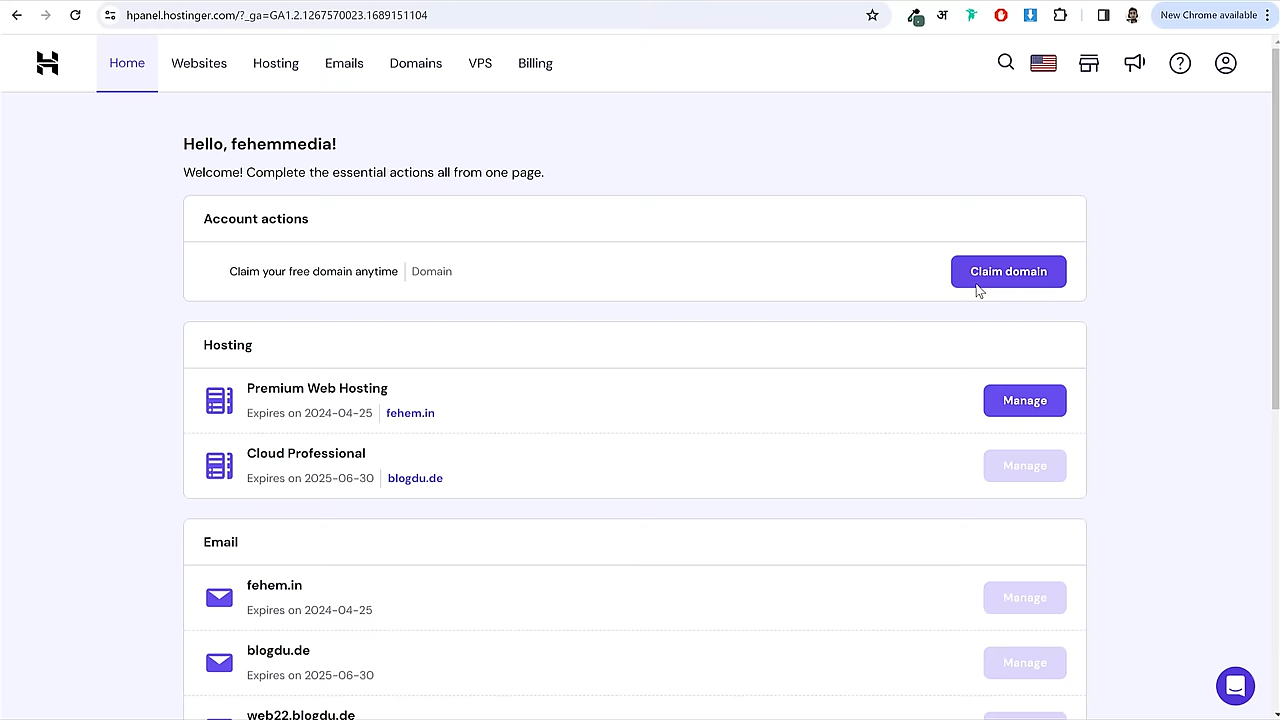 hpanel.hostinger.com/?_ga=GA1.2.1267570023.1689151104
अ
New Chrome available
Home Websites Hosting Emails Domains VPS Billing
Hello, fehemmedia!
Welcome! Complete the essential actions all from one page.
Account actions
Claim your free domain anytime Domain Claim domain
Hosting
Premium Web Hosting
Expires on 2024-04-25 fehem.in
Manage
Cloud Professional
Expires on 2025-06-30 blogdu.de
Manage
Email
fehem.in
Expires on 2024-04-25
Manage
blogdu.de
Expires on 2025-06-30
Manage
web22.blogdu.de